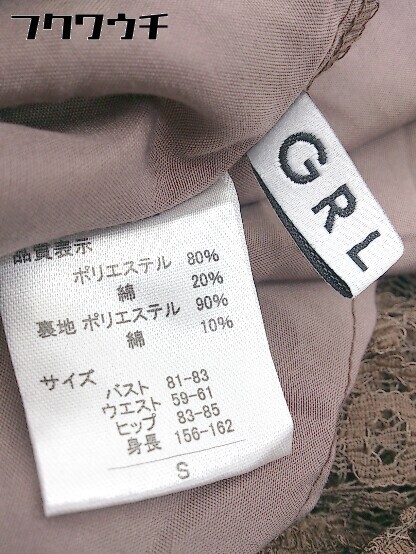 フクワウチ
GRL
品質表示
ポリエステル 80%
綿 20%
裏地 ポリエステル 90%
綿 10%
サイズ
バスト 81-83
ウエスト 59-61
ヒップ 83-85
身長 156-162
S